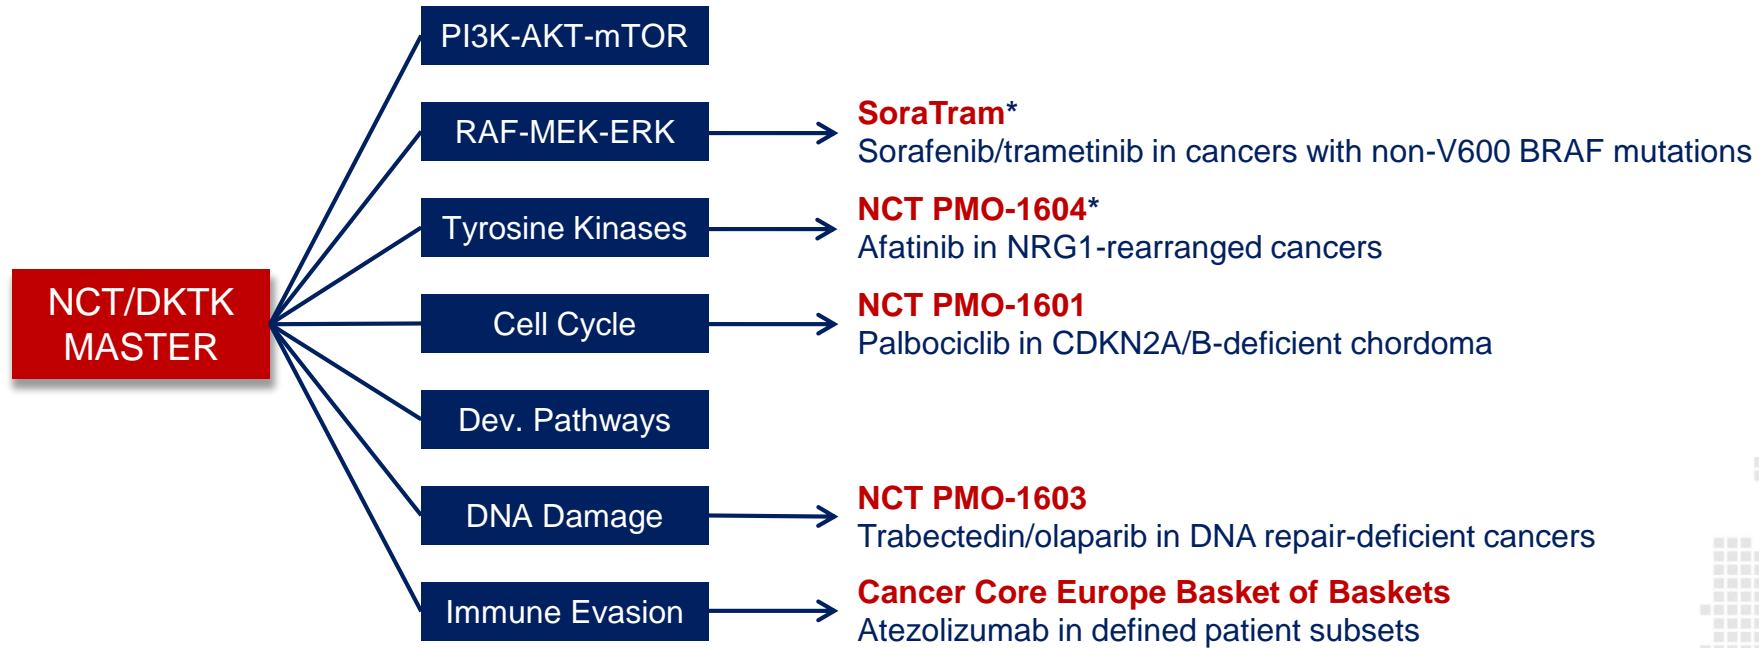 PI3K-AKT-mTOR
RAF-MEK-ERK
SoraTram*
Sorafenib/trametinib in cancers with non-V600 BRAF mutations
Tyrosine Kinases
NCT PMO-1604*
Afatinib in NRG1-rearranged cancers
NCT/DKTK
MASTER
Cell Cycle
NCT PMO-1601
Palbociclib in CDKN2A/B-deficient chordoma
Dev. Pathways
DNA Damage
NCT PMO-1603
Trabectedin/olaparib in DNA repair-deficient cancers
Immune Evasion
Cancer Core Europe Basket of Baskets
Atezolizumab in defined patient subsets